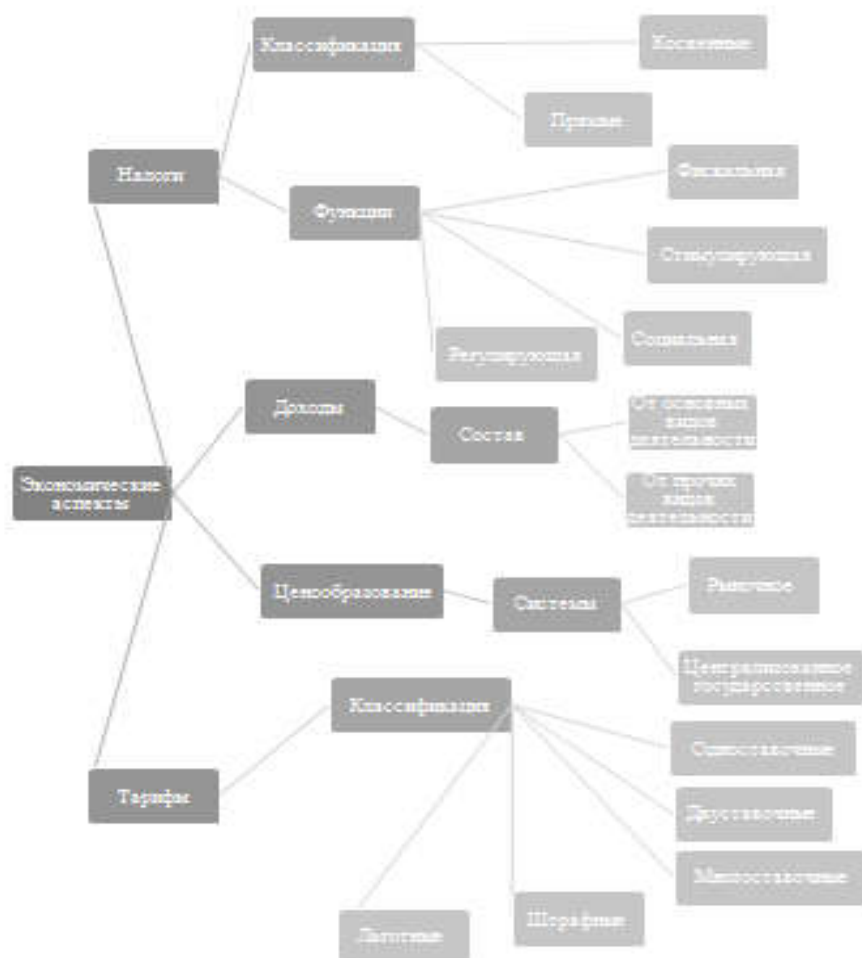 Классификация
Косвенные
Прямые
Налоги
Функции
Фискальная
Стимулирующая
Социальная
Регулирующая
Доходы
Состав
От основных
видов
деятельности
От прочих
видов
деятельности
Экономические
аспекты
Ценообразование
Системы
Рыночное
Централизованное
государственное
Классификация
Одноставочные
Тарифы
Двуставочные
Многоставочные
Льготные
Штрафные